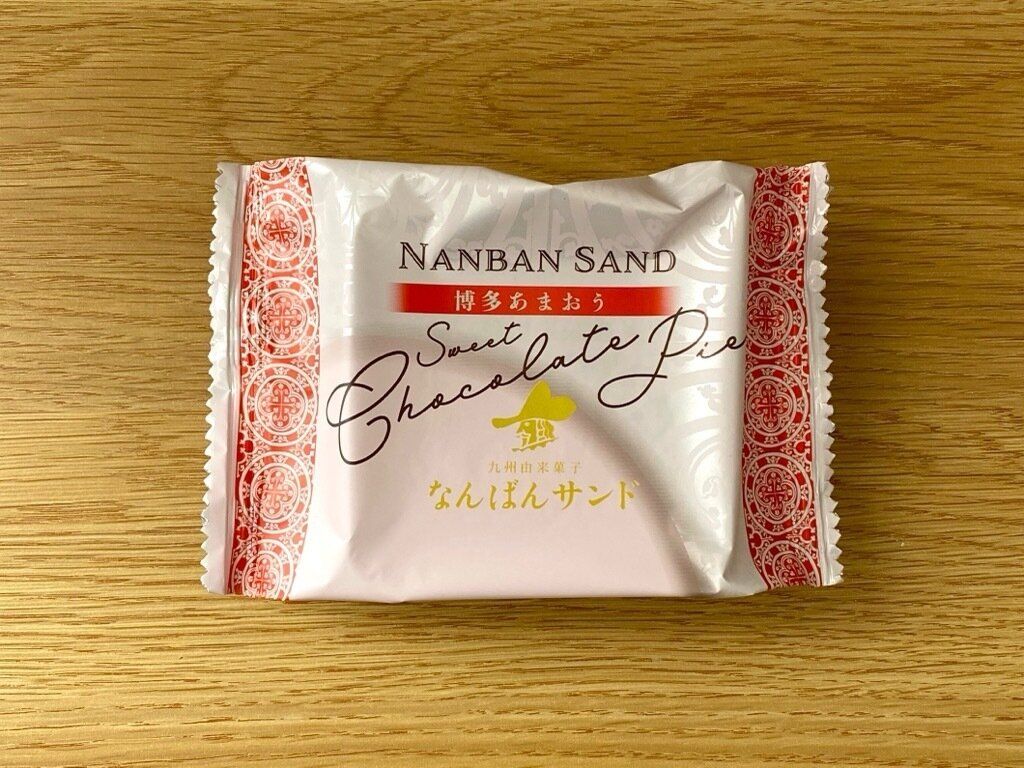 NANBAN SAND
博多あまおう
Sweet
Chocolate Pie
九州由来菓子
なんばんサンド